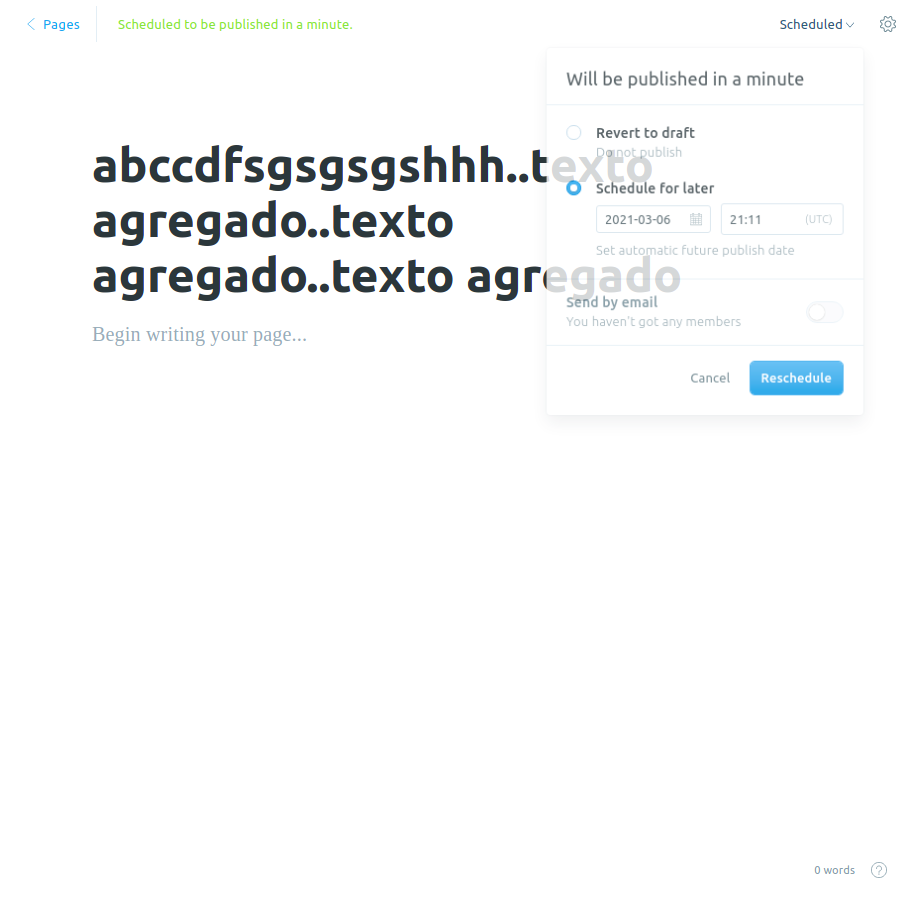 Pages
Scheduled to be published in a minute.
Scheduled
Will be published in a minute
Revert to draft
Do not publish
Schedule for later
2021-03-06
21:11 (UTC)
Set automatic future publish date
Send by email
You haven't got any members
Cancel
Reschedule
abccdfsgsgsgshhh..texto
agregado..texto
agregado..texto agregado
Begin writing your page...
0 words
?